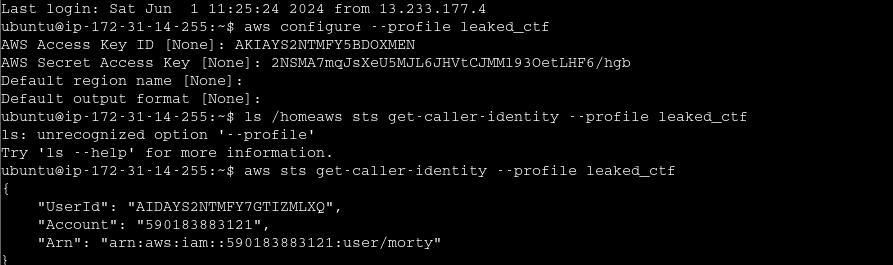 Last login: Sat Jun  1 11:25:24 2024 from 13.233.177.4
ubuntu@ip-172-31-14-255:~$ aws configure --profile leaked_ctf
AWS Access Key ID [None]: AKIAYS2NTMFY5BDOXMEN
AWS Secret Access Key [None]: 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
Default region name [None]:
Default output format [None]:
ubuntu@ip-172-31-14-255:~$ ls /homeaws sts get-caller-identity --profile leaked_ctf
ls: unrecognized option '--profile'
Try 'ls --help' for more information.
ubuntu@ip-172-31-14-255:~$ aws sts get-caller-identity --profile leaked_ctf
{
    "UserId": "AIDAYS2NTMFY7GTIZMLXQ",
    "Account": "590183883121",
    "Arn": "arn:aws:iam::590183883121:user/morty"
}